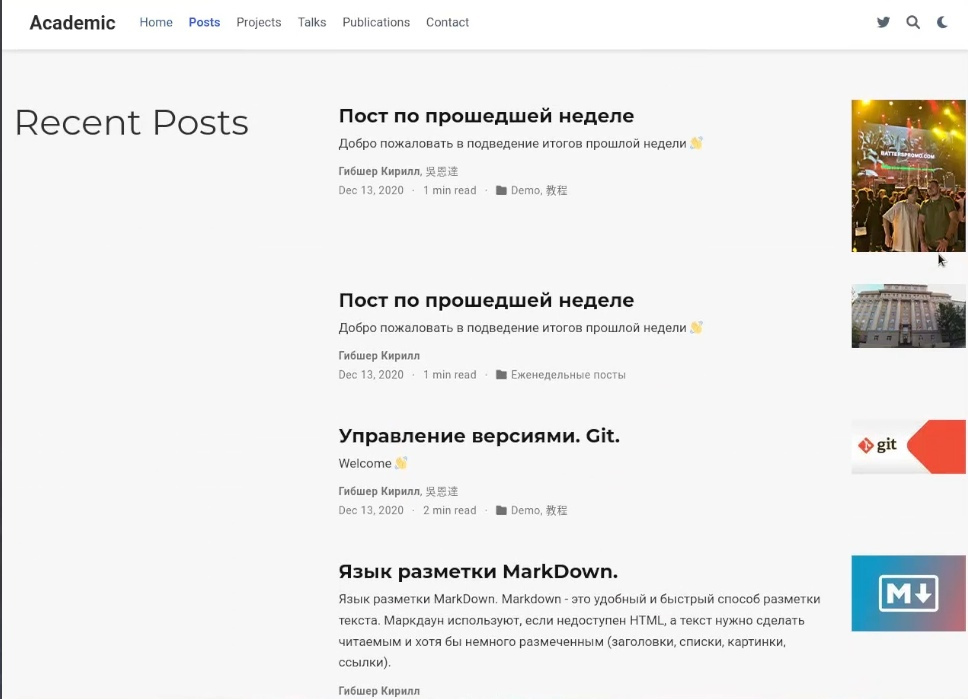 Academic Home Posts Projects Talks Publications Contact
Recent Posts
Пост по прошедшей неделе
Добро пожаловать в подведение итогов прошлой недели 👋
Гибшер Кирилл, 吳恩達
Dec 13, 2020 · 1 min read · Demo, 教程
BATTERSPROMO.COM
Пост по прошедшей неделе
Добро пожаловать в подведение итогов прошлой недели 👋
Гибшер Кирилл
Dec 13, 2020 · 1 min read · Еженедельные посты
Управление версиями. Git.
Welcome 👋
Гибшер Кирилл, 吳恩達
Dec 13, 2020 · 2 min read · Demo, 教程
git
Язык разметки MarkDown.
Язык разметки MarkDown. Markdown - это удобный и быстрый способ разметки
текста. Маркдаун используют, если недоступен HTML, а текст нужно сделать
читаемым и хотя бы немного размеченным (заголовки, списки, картинки,
ссылки).
Гибшер Кирилл
M